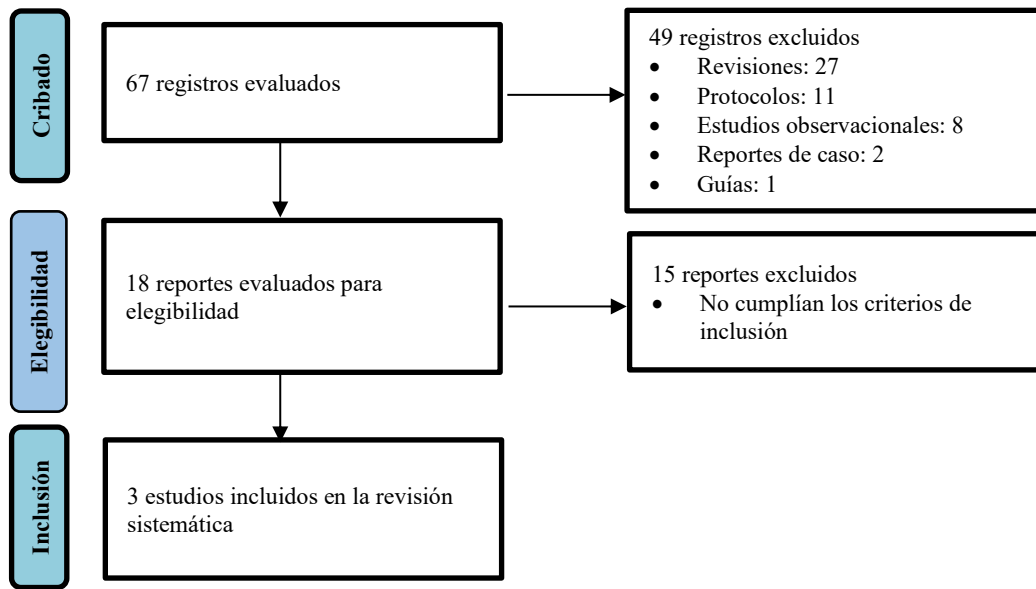 Cribado
67 registros evaluados
49 registros excluidos
• Revisiones: 27
• Protocolos: 11
• Estudios observacionales: 8
• Reportes de caso: 2
• Guías: 1
Elegibilidad
18 reportes evaluados para
elegibilidad
15 reportes excluidos
• No cumplían los criterios de
inclusión
Inclusión
3 estudios incluidos en la revisión
sistemática